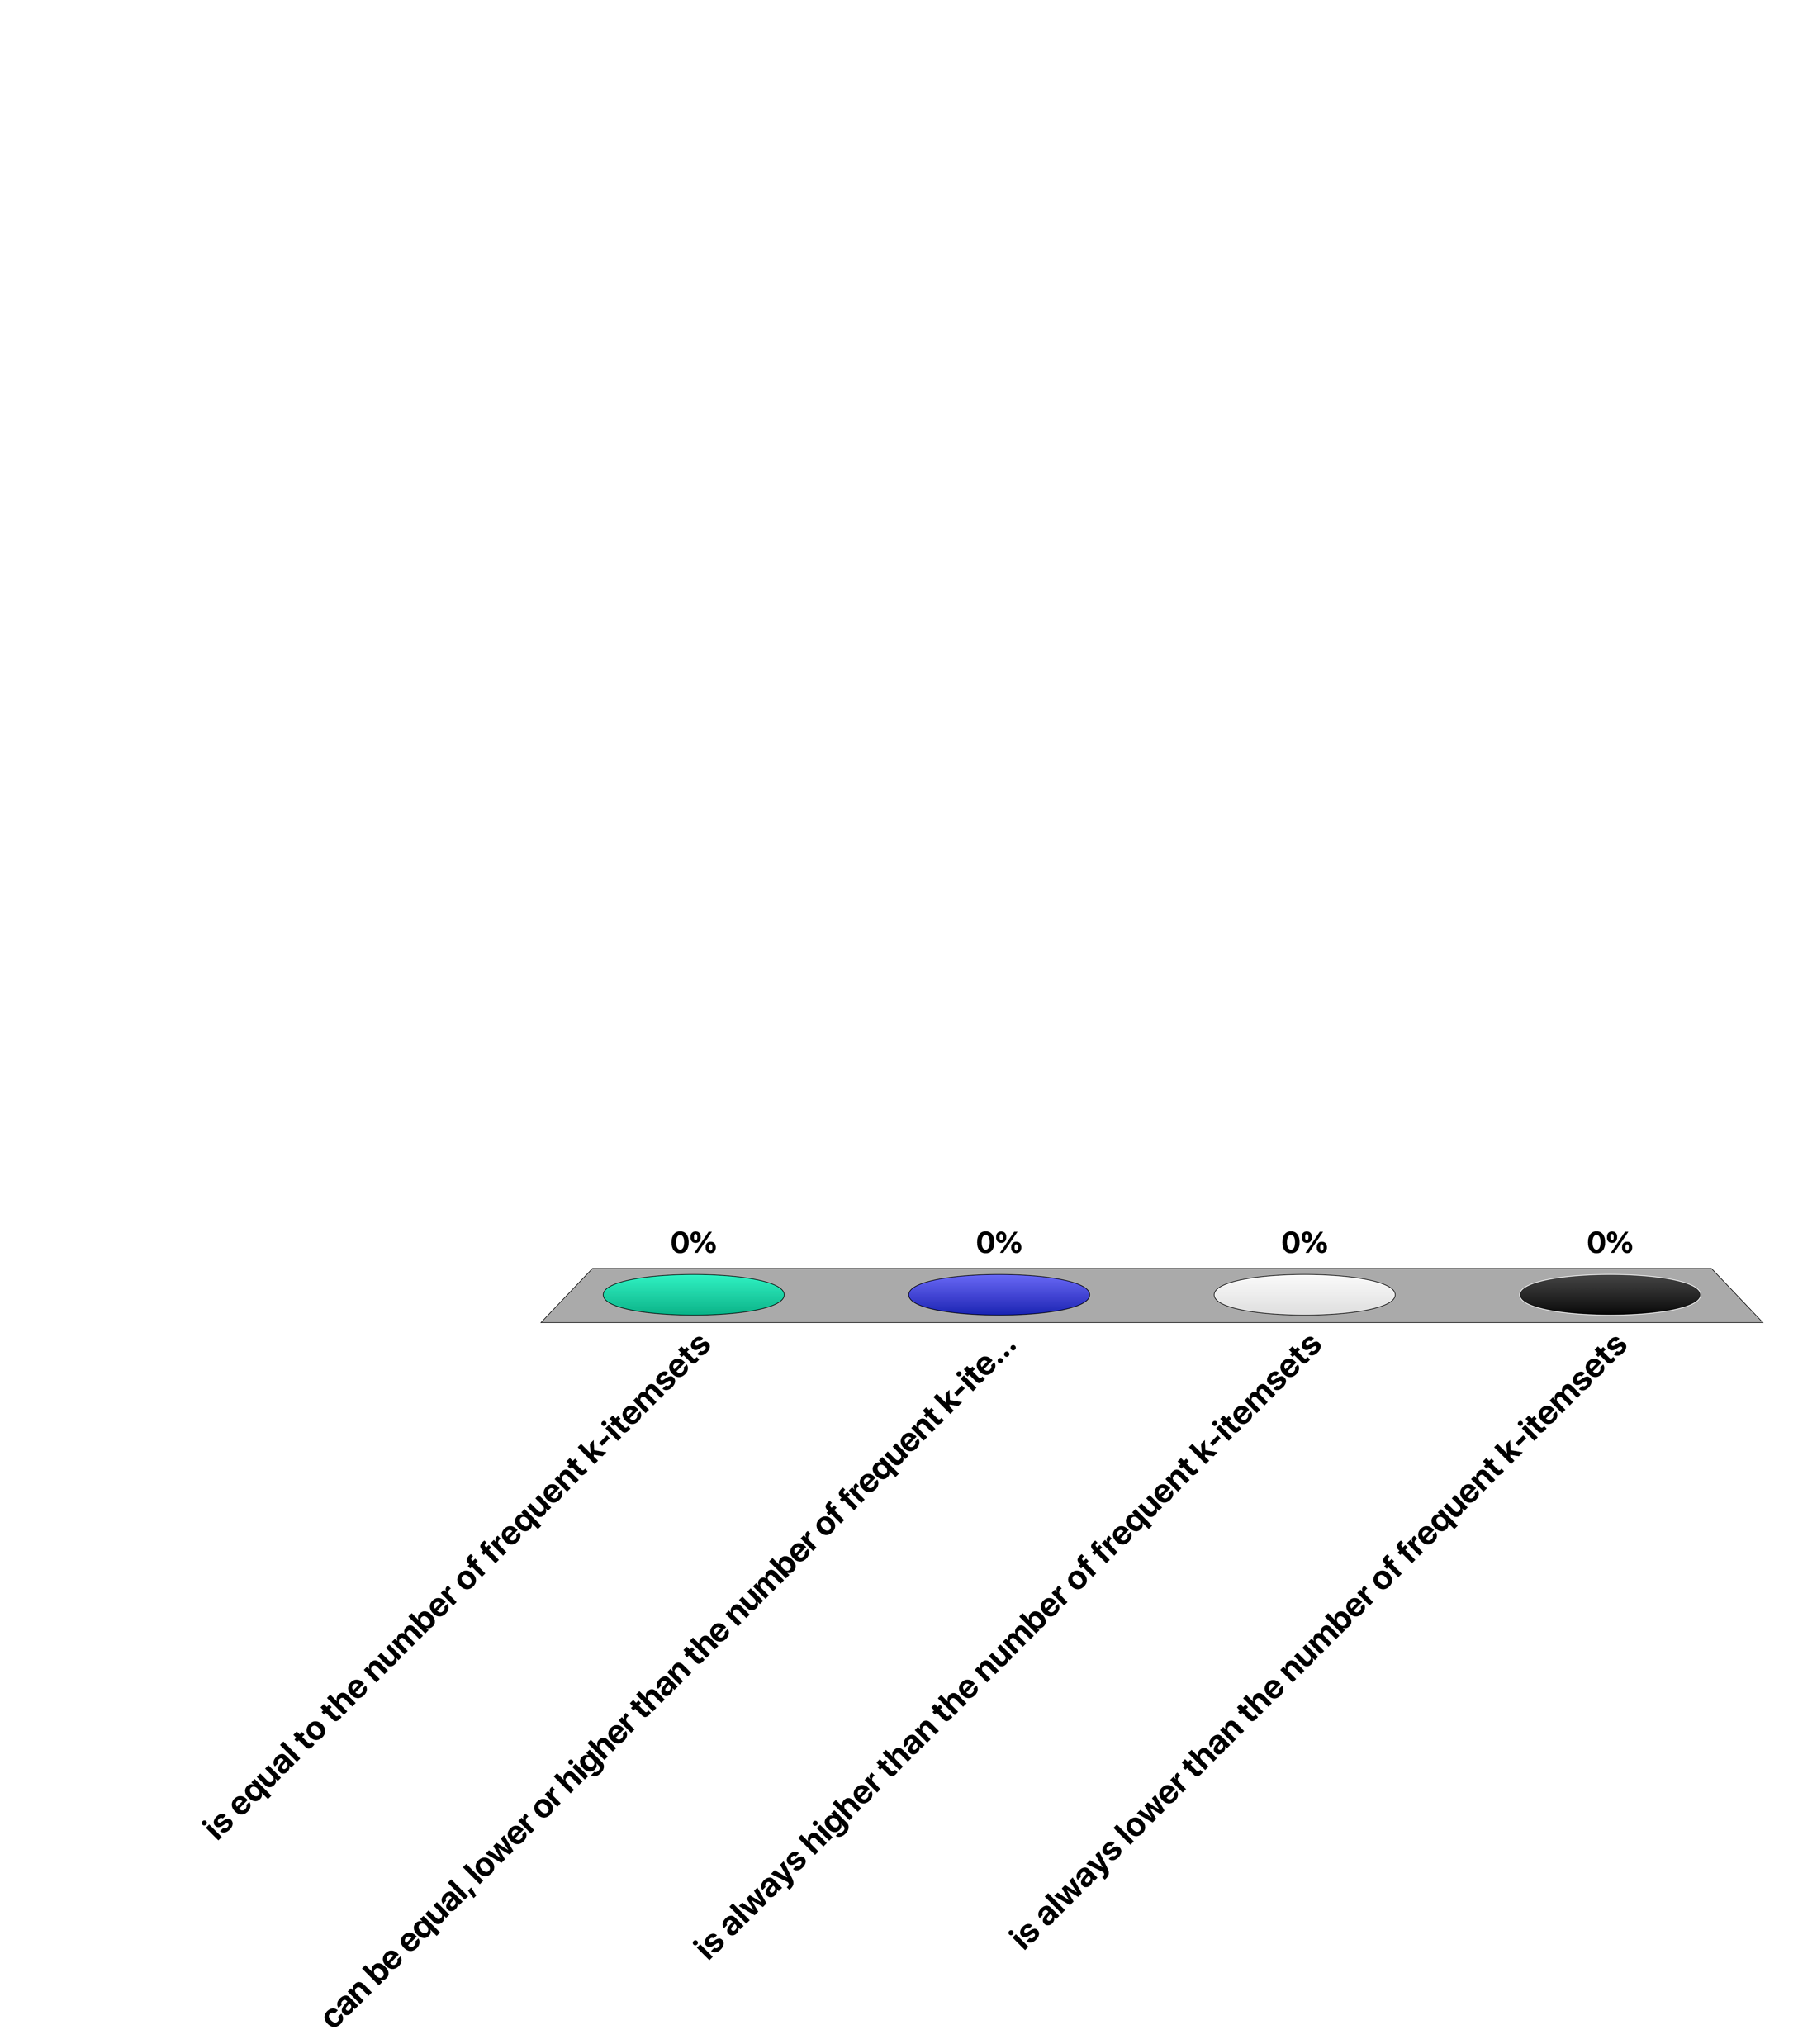 0%
0%
0%
0%
is equal to the number of frequent k-itemsets
can be equal, lower or higher than the number of frequent k-ite...
is always higher than the number of frequent k-itemsets
is always lower than the number of frequent k-itemsets